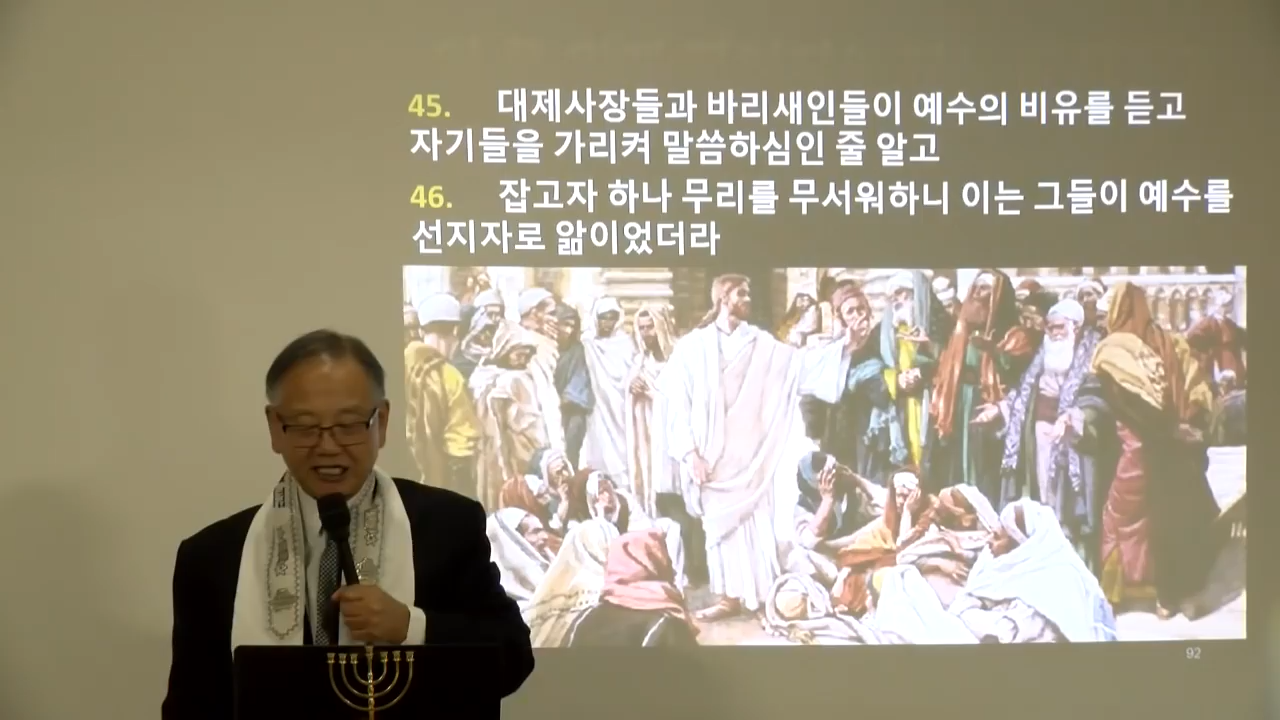 45. 대제사장들과 바리새인들이 예수의 비유를 듣고
자기들을 가리켜 말씀하심인 줄 알고
46. 잡고자 하나 무리를 무서워하니 이는 그들이 예수를
선지자로 앎이었더라
92